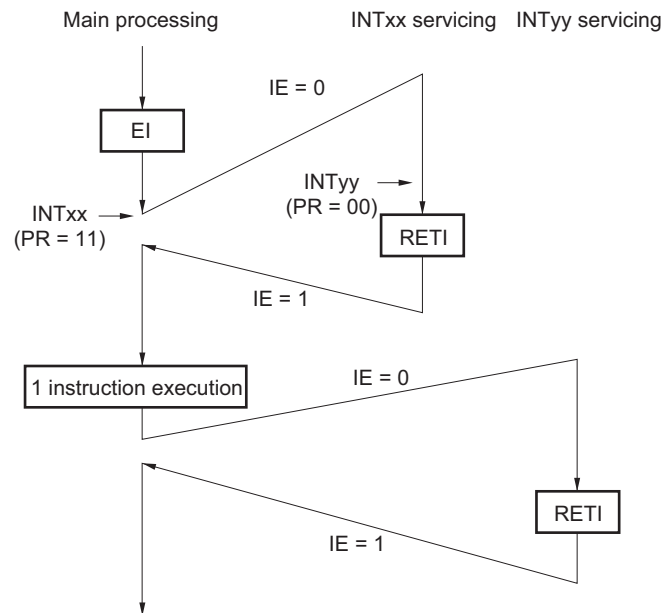 Main processing
INTxx servicing
INTyy servicing
IE = 0
EI
INTyy
(PR = 00)
INTxx
(PR = 11)
RETI
IE = 1
1 instruction execution
IE = 0
RETI
IE = 1